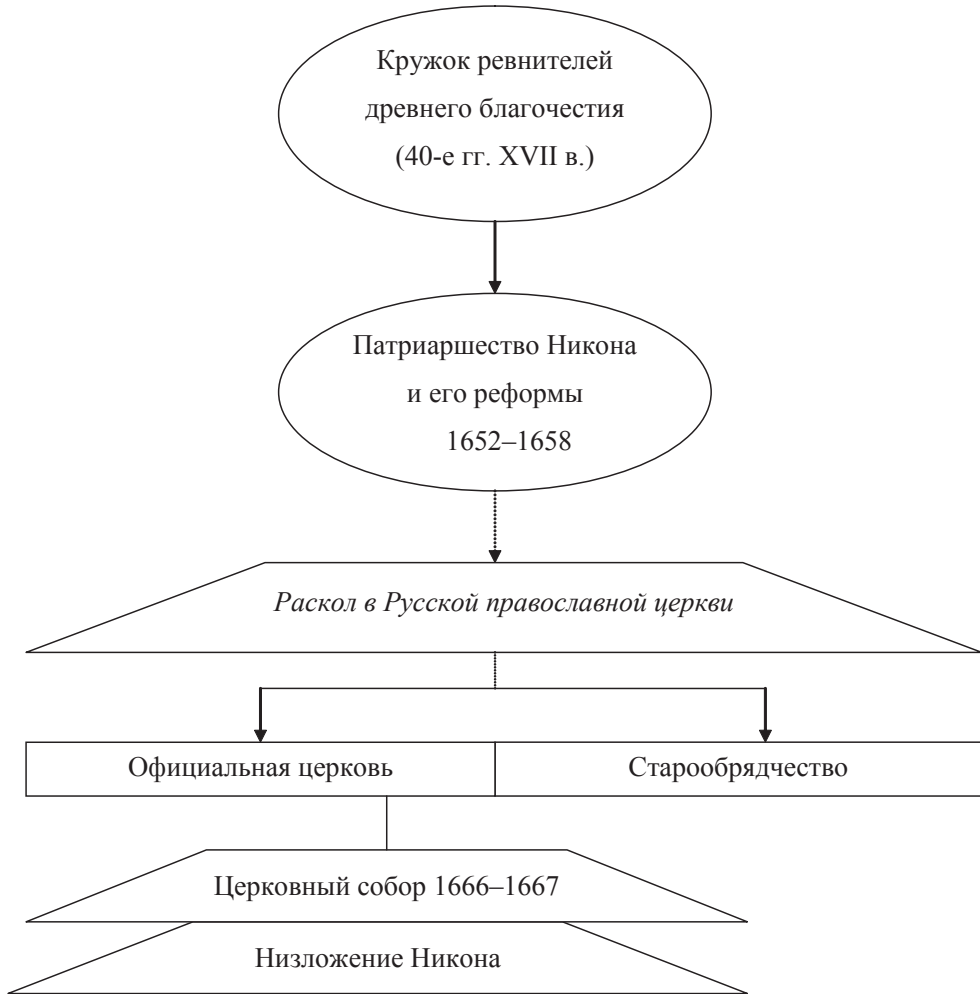 Кружок ревнителей
древнего благочестия
(40-е гг. XVII в.)
Патриаршество Никона
и его реформы
1652–1658
Раскол в Русской православной церкви
Официальная церковь
Старообрядчество
Церковный собор 1666–1667
Низложение Никона